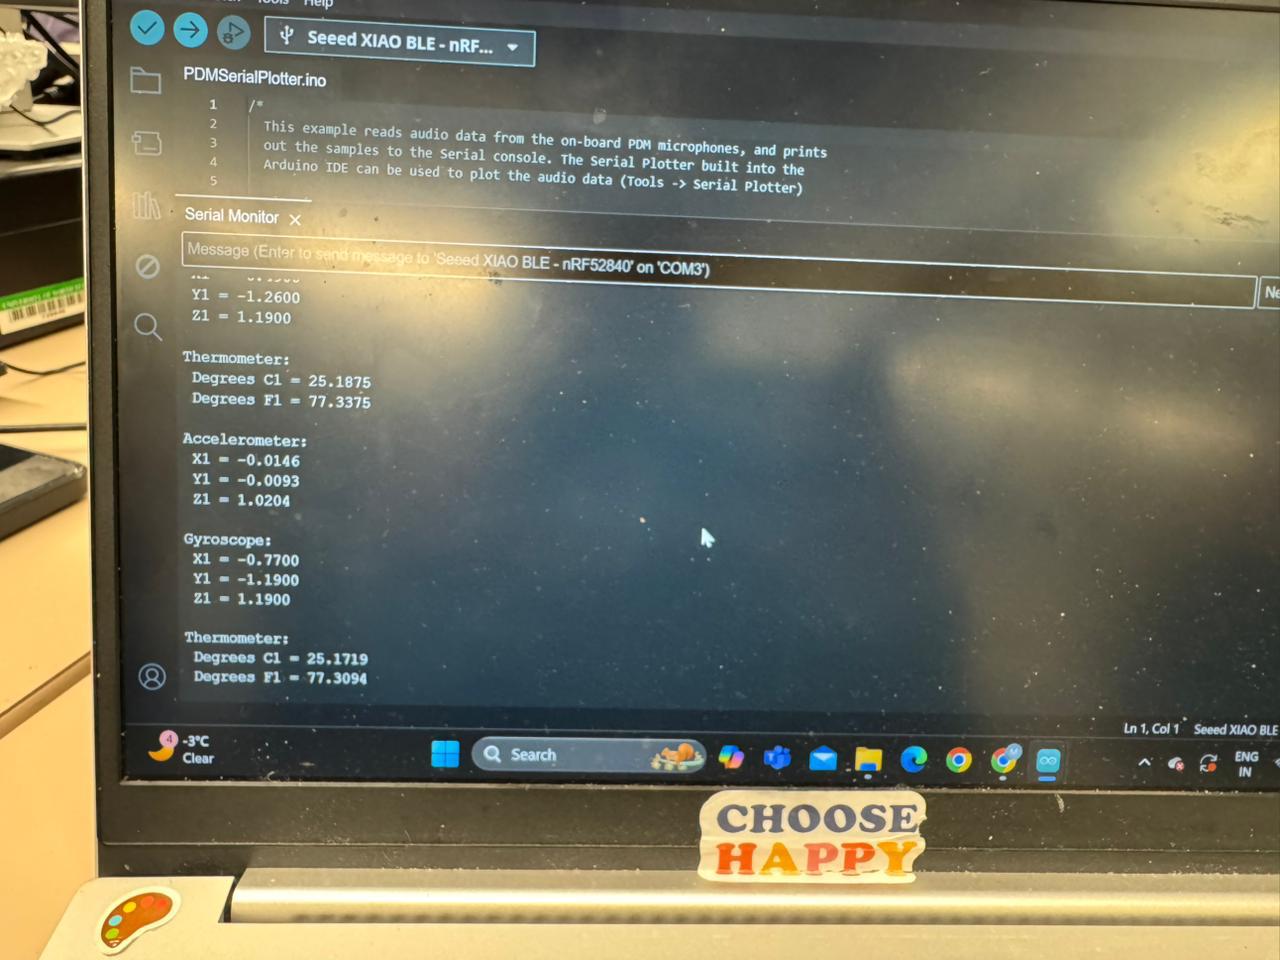 Help
Seeed XIAO BLE - nRF...
PDMSerialPlotter.ino
1 /*
2 This example reads audio data from the on-board PDM microphones, and prints
3 out the samples to the Serial console. The Serial Plotter built into the
4 Arduino IDE can be used to plot the audio data (Tools -> Serial Plotter)
5
Serial Monitor
Message (Enter to send message to 'Seeed XIAO BLE - nRF52840' on 'COM3')
Y1 = -1.2600
Z1 = 1.1900
Thermometer:
Degrees C1 = 25.1875
Degrees F1 = 77.3375
Accelerometer:
X1 = -0.0146
Y1 = -0.0093
Z1 = 1.0204
Gyroscope:
X1 = -0.7700
Y1 = -1.1900
Z1 = 1.1900
Thermometer:
Degrees C1 = 25.1719
Degrees F1 = 77.3094
Ln 1, Col 1 Seeed XIAO BLE
4
-3°C
Clear
Search
ENG
IN
CHOOSE
HAPPY